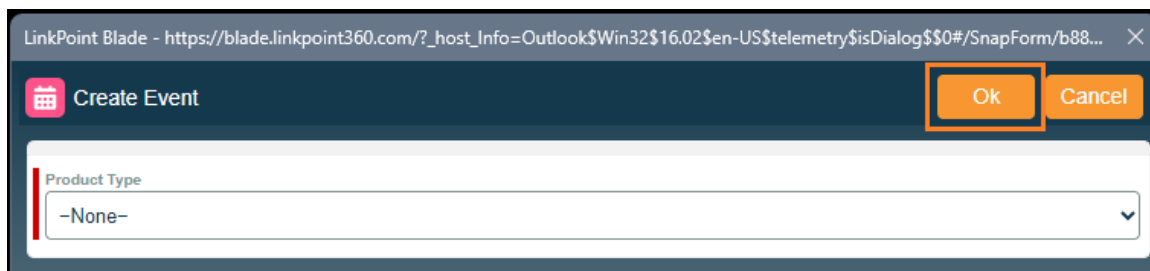 LinkPoint Blade - https://blade.linkpoint360.com/?_host_Info=Outlook$Win32$16.02$en-US$telemetry$isDialog$$0#/SnapForm/b88...
Create Event Ok Cancel
Product Type
–None–